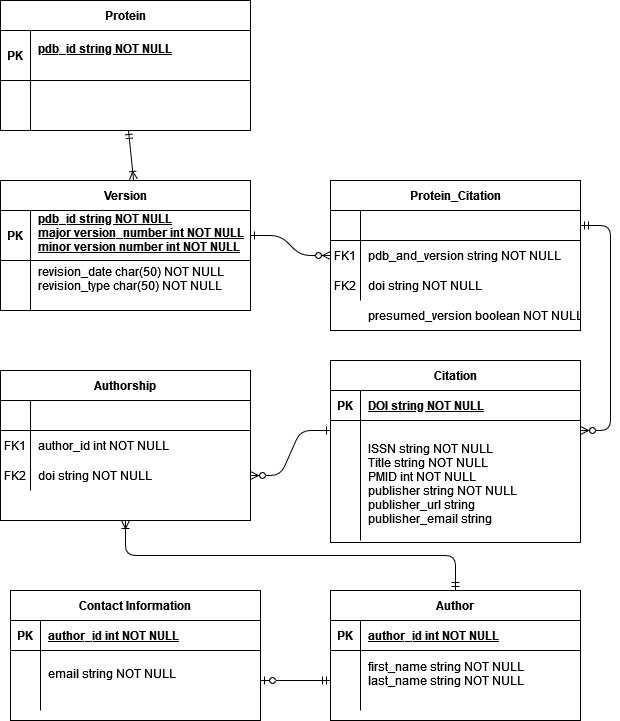 Protein
PK pdb_id string NOT NULL
Version
PK pdb_id string NOT NULL
major version_number int NOT NULL
minor version number int NOT NULL
revision_date char(50) NOT NULL
revision_type char(50) NOT NULL
Protein_Citation
FK1 pdb_and_version string NOT NULL
FK2 doi string NOT NULL
presumed_version boolean NOT NULL
Authorship
FK1 author_id int NOT NULL
FK2 doi string NOT NULL
Citation
PK DOI string NOT NULL
ISSN string NOT NULL
Title string NOT NULL
PMID int NOT NULL
publisher string NOT NULL
publisher_url string
publisher_email string
Contact Information
PK author_id int NOT NULL
email string NOT NULL
Author
PK author_id int NOT NULL
first_name string NOT NULL
last_name string NOT NULL